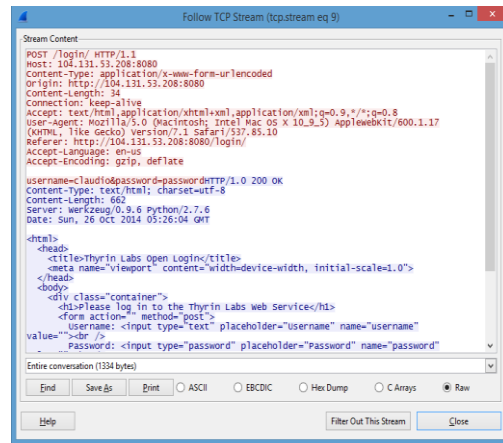 Follow TCP Stream (tcp.stream eq 9)
Stream Content
POST /login/ HTTP/1.1
Host: 104.131.53.208:8080
Content-Type: application/x-www-form-urlencoded
Origin: http://104.131.53.208:8080
Content-Length: 34
Connection: keep-alive
Accept: text/html,application/xhtml+xml,application/xml;q=0.9,*/*;q=0.8
User-Agent: Mozilla/5.0 (Macintosh; Intel Mac OS X 10_9_5) AppleWebKit/600.1.17
(KHTML, like Gecko) Version/7.1 Safari/537.85.10
Referer: http://104.131.53.208:8080/login/
Accept-Language: en-us
Accept-Encoding: gzip, deflate
username=claudio&password=passwordHTTP/1.0 200 OK
Content-Type: text/html; charset=utf-8
Content-Length: 662
Server: Werkzeug/0.9.6 Python/2.7.6
Date: Sun, 26 Oct 2014 05:26:04 GMT
<html>
<head>
<title>Thyrin Labs Open Login</title>
<meta name="viewport" content="width=device-width, initial-scale=1.0">
</head>
<body>
<div class="container">
<h1>Please log in to the Thyrin Labs Web Service</h1>
<form action="" method="post">
Username: <input type="text" placeholder="Username" name="username"
value=""><br />
Password: <input type="password" placeholder="Password" name="password"
Entire conversation (1334 bytes)
Find Save As Print ASCII EBCDIC Hex Dump C Arrays Raw
Help Filter Out This Stream Close